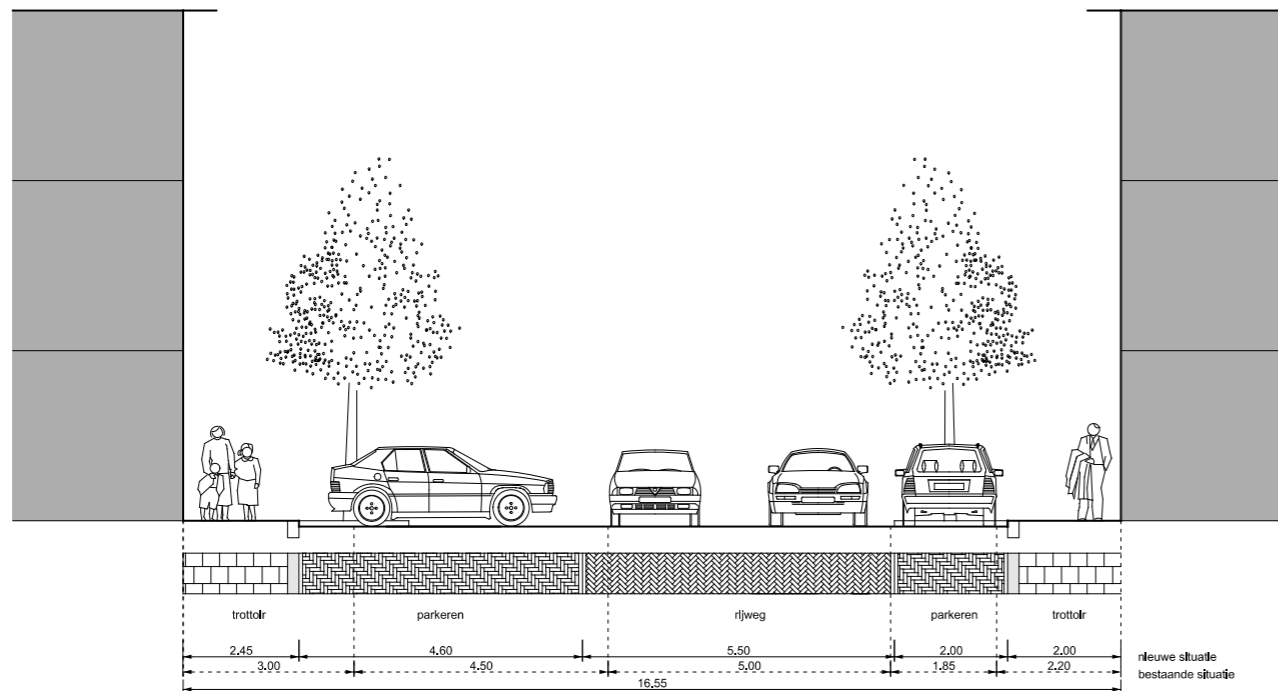 trottoir parkeren rijweg parkeren trottoir
2.45 4.60 5.50 2.00 2.00 nieuwe situatie
3.00 4.50 5.00 1.85 2.20 bestaande situatie
16.55